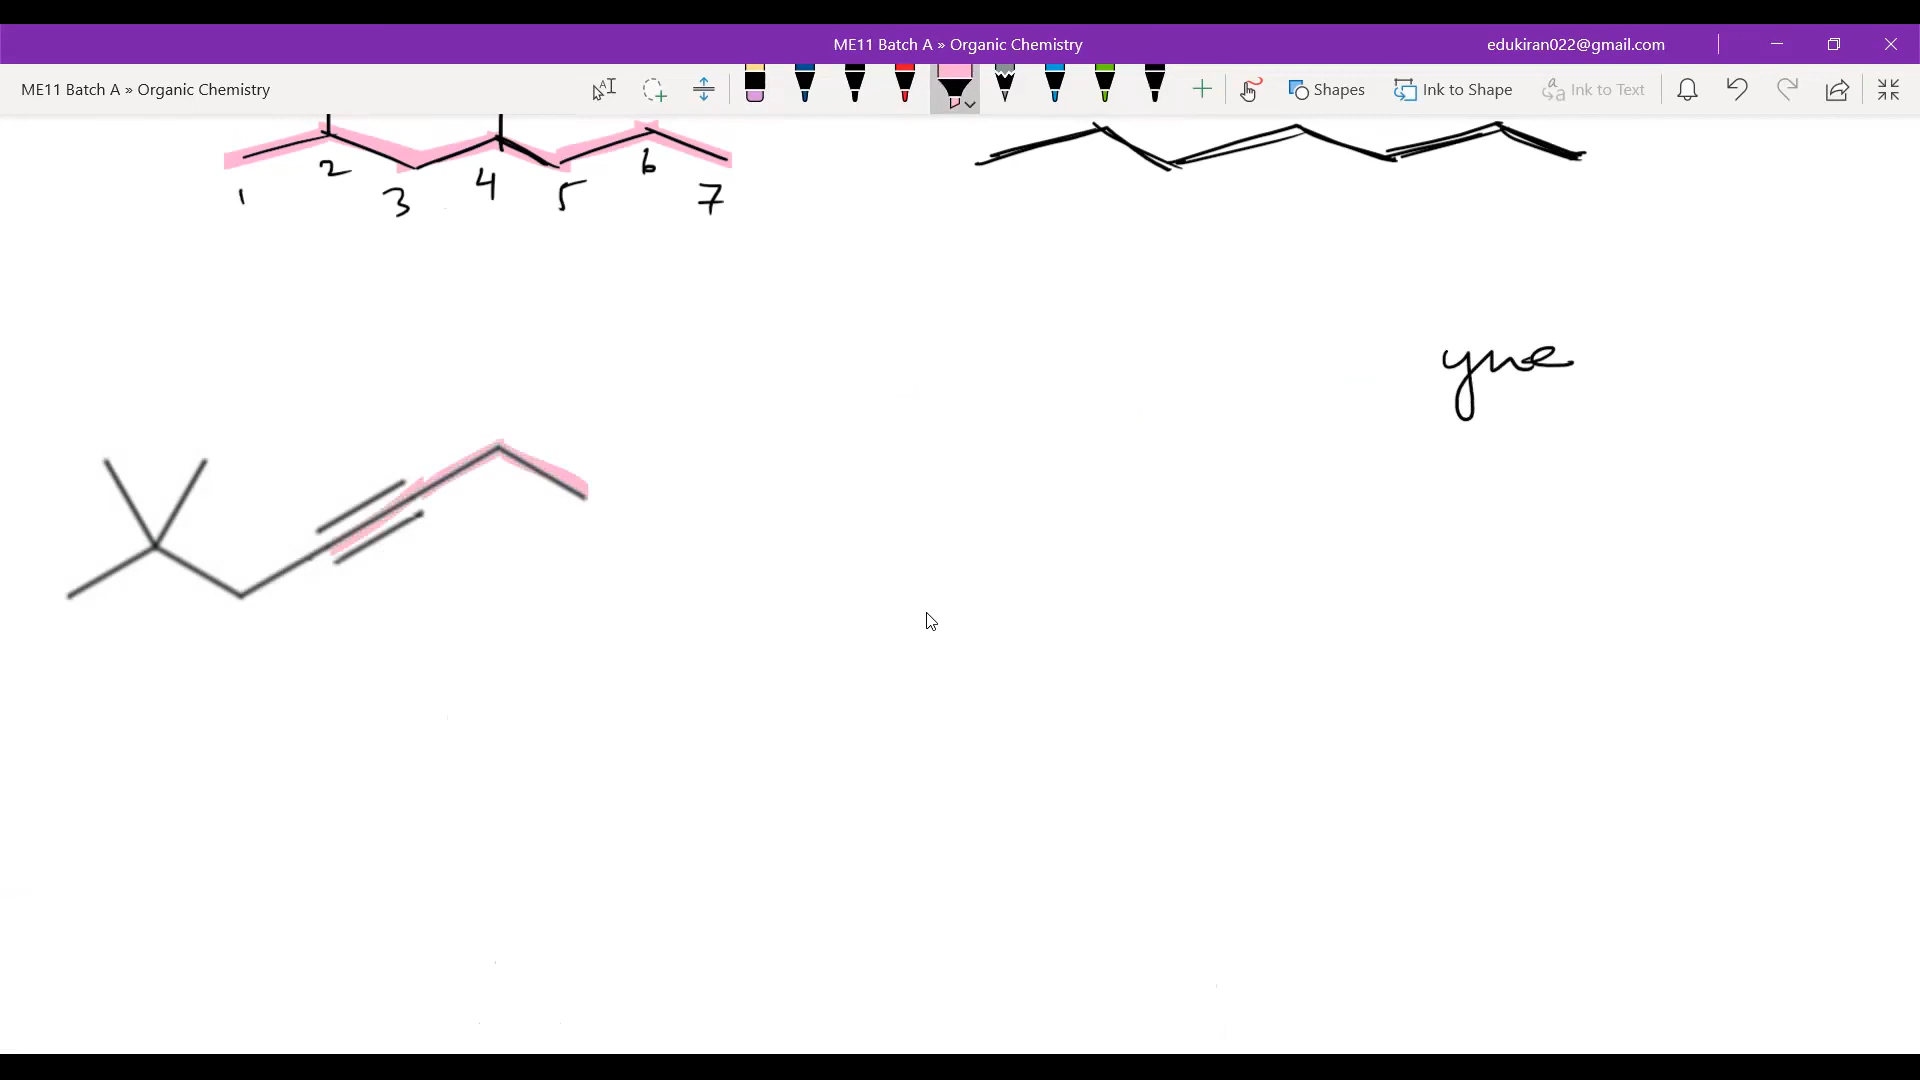 ME11 Batch A » Organic Chemistry
edukiran022@gmail.com
ME11 Batch A » Organic Chemistry
Shapes
Ink to Shape
Ink to Text
1 2 3 4 5 6 7
yne